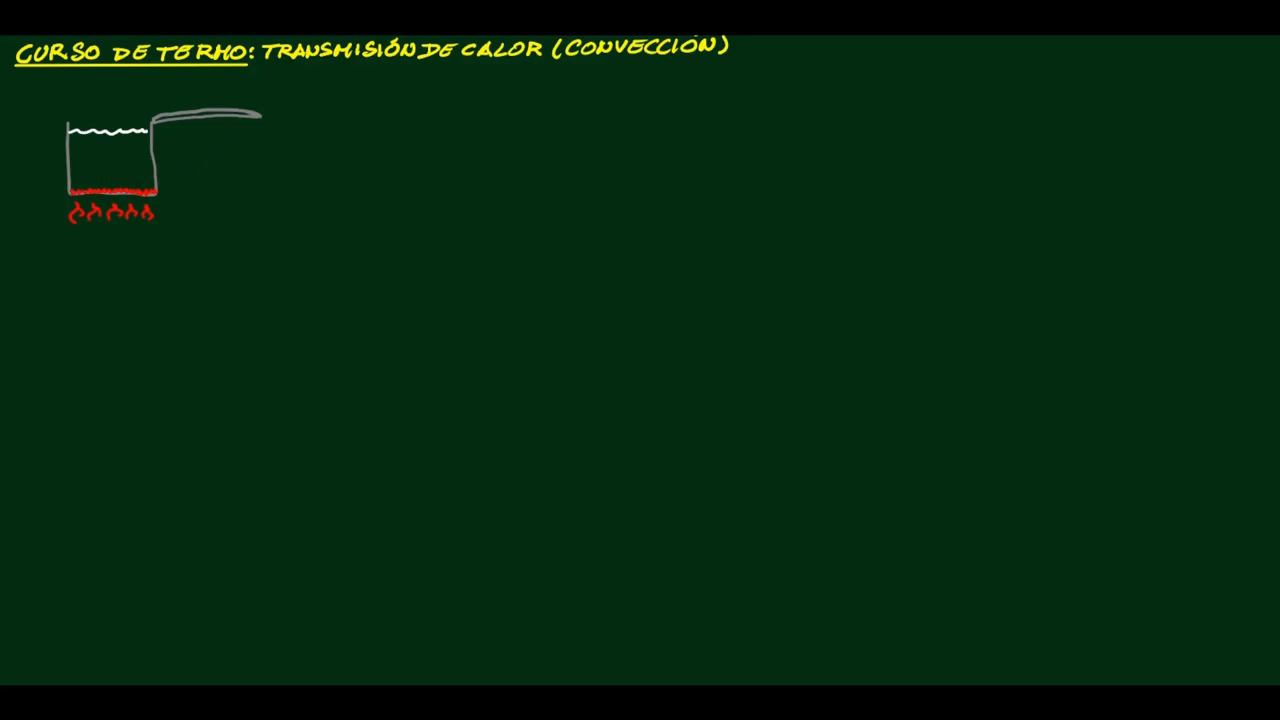 CURSO DE TERMO: TRANSMISIÓN DE CALOR (CONVECCIÓN)